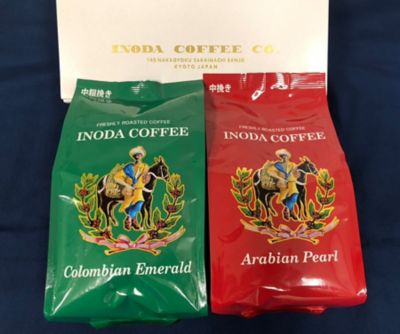 INODA COFFEE CO.
KYOTO JAPAN
中粗挽き
FRESHLY ROASTED COFFEE
INODA COFFEE
Colombian Emerald
中挽き
FRESHLY ROASTED COFFEE
INODA COFFEE
Arabian Pearl